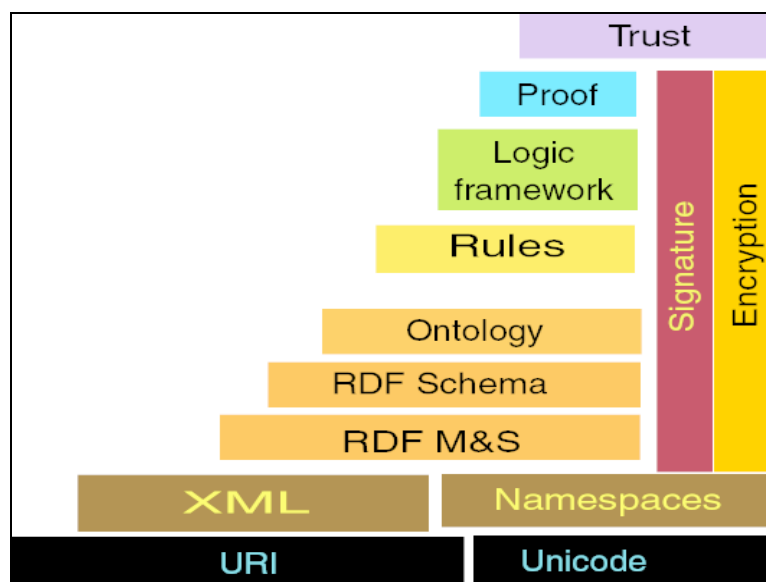 Trust
Proof
Logic
framework
Rules
Ontology
RDF Schema
RDF M&S
Signature
Encryption
XML
Namespaces
URI
Unicode